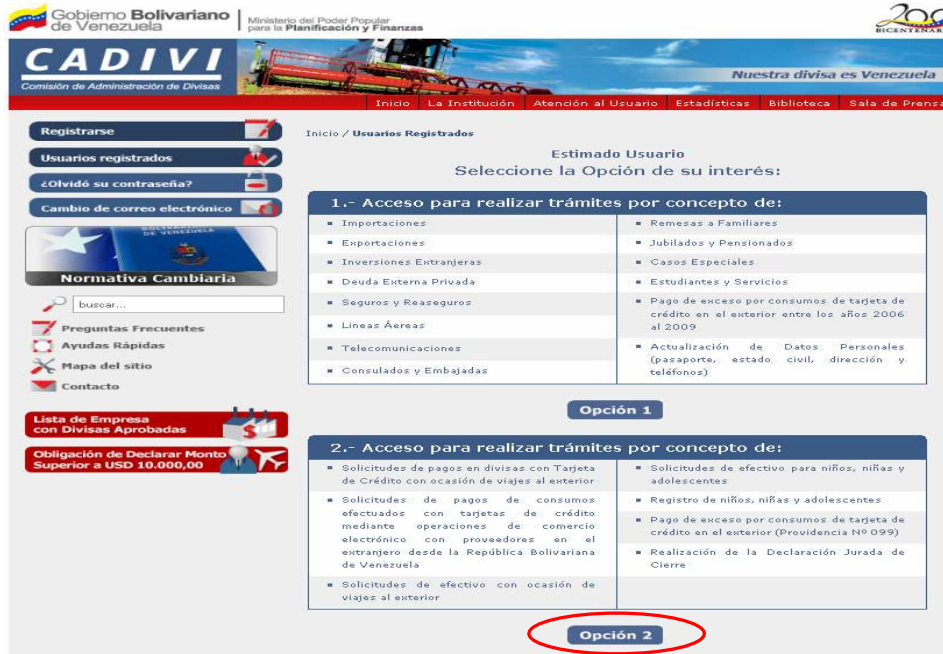 Gobierno Bolivariano
de Venezuela
Ministerio del Poder Popular
para la Planificación y Finanzas
200
BICENTENAR
CADIVI
Comisión de Administración de Divisas
Nuestra divisa es Venezuela
Inicio La Institución Atención al Usuario Estadísticas Biblioteca Sala de Prensa
Registrarse
Usuarios registrados
¿Olvidó su contraseña?
Cambio de correo electrónico
Normativa Cambiaria
buscar...
Preguntas Frecuentes
Ayudas Rápidas
Mapa del sitio
Contacto
Lista de Empresa
con Divisas Aprobadas
Obligación de Declarar Monto
Superior a USD 10.000,00
Inicio / Usuarios Registrados
Estimado Usuario
Seleccione la Opción de su interés:
1.- Acceso para realizar trámites por concepto de:
Importaciones
Exportaciones
Inversiones Extranjeras
Deuda Externa Privada
Seguros y Reaseguros
Líneas Áereas
Telecomunicaciones
Consulados y Embajadas
Remesas a Familiares
Jubilados y Pensionados
Casos Especiales
Estudiantes y Servicios
Pago de exceso por consumos de tarjeta de
crédito en el exterior entre los años 2006
al 2009
Actualización de Datos Personales
(pasaporte, estado civil, dirección y
teléfonos)
Opción 1
2.- Acceso para realizar trámites por concepto de:
Solicitudes de pagos en divisas con Tarjeta
de Crédito con ocasión de viajes al exterior
Solicitudes de pagos de consumos
efectuados con tarjetas de crédito
mediante operaciones de comercio
electrónico con proveedores en el
extranjero desde la República Bolivariana
de Venezuela
Solicitudes de efectivo con ocasión de
viajes al exterior
Solicitudes de efectivo para niños, niñas y
adolescentes
Registro de niños, niñas y adolescentes
Pago de exceso por consumos de tarjeta de
crédito en el exterior (Providencia Nº 099)
Realización de la Declaración Jurada de
Cierre
Opción 2